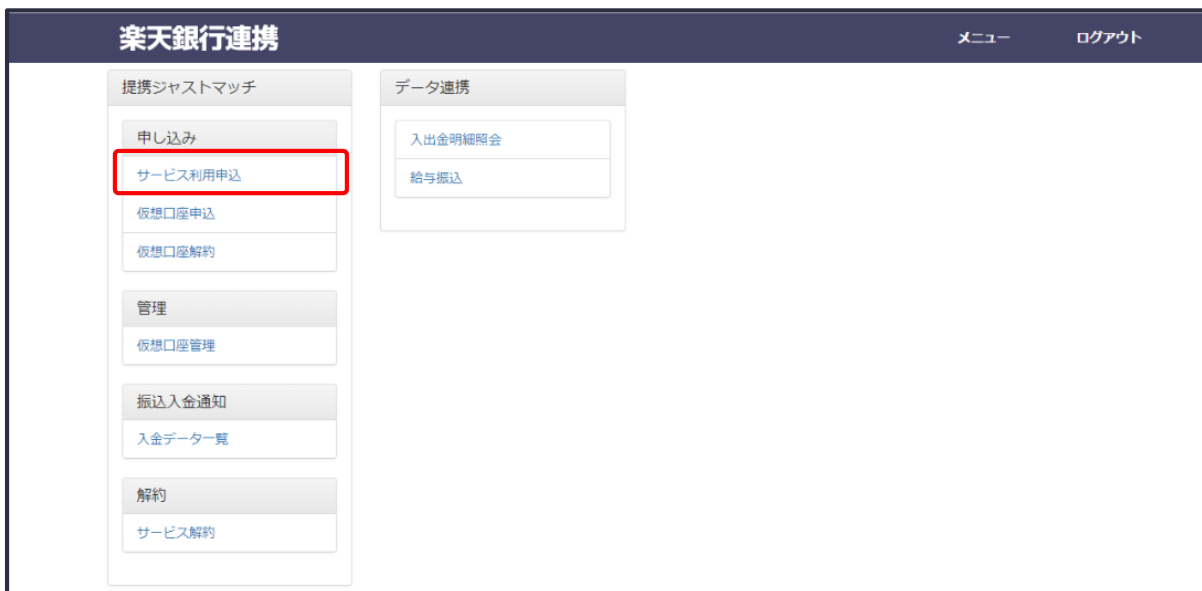 楽天銀行連携
メニュー
ログアウト
提携ジャストマッチ
申し込み
サービス利用申込
仮想口座申込
仮想口座解約
管理
仮想口座管理
振込入金通知
入金データ一覧
解約
サービス解約
データ連携
入出金明細照会
給与振込